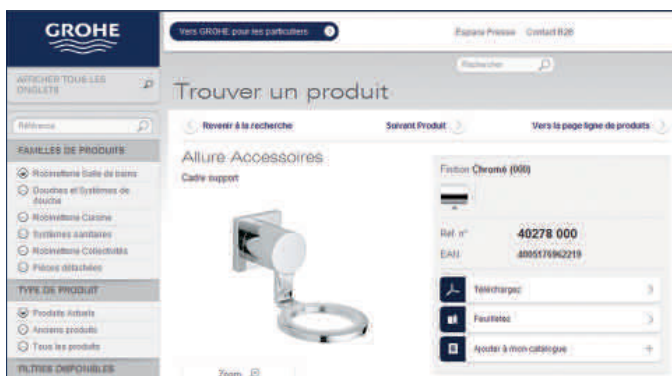 GROHE
Vers GROHE pour les particuliers
Espace Presse Contact B2B
AFFICHER TOUS LES
ONGLETS
Rechercher
Trouver un produit
Référence
Revenir à la recherche
Suivant Produit
Vers la page ligne de produits
FAMILLES DE PRODUITS
Robinetterie Salle de bains
Douches et Systèmes de
douche
Robinetterie Cuisine
Systèmes sanitaires
Robinetterie Collectivités
Pièces détachées
TYPE DE PRODUIT
Produits Actuels
Anciens produits
Tous les produits
FILTRES DISPONIBLES
Allure Accessoires
Cadre support
Zoom
Finition Chromé (000)
Réf. n° 40278 000
EAN 4005176962219
Téléchargez
Feuilletez
Ajouter à mon catalogue